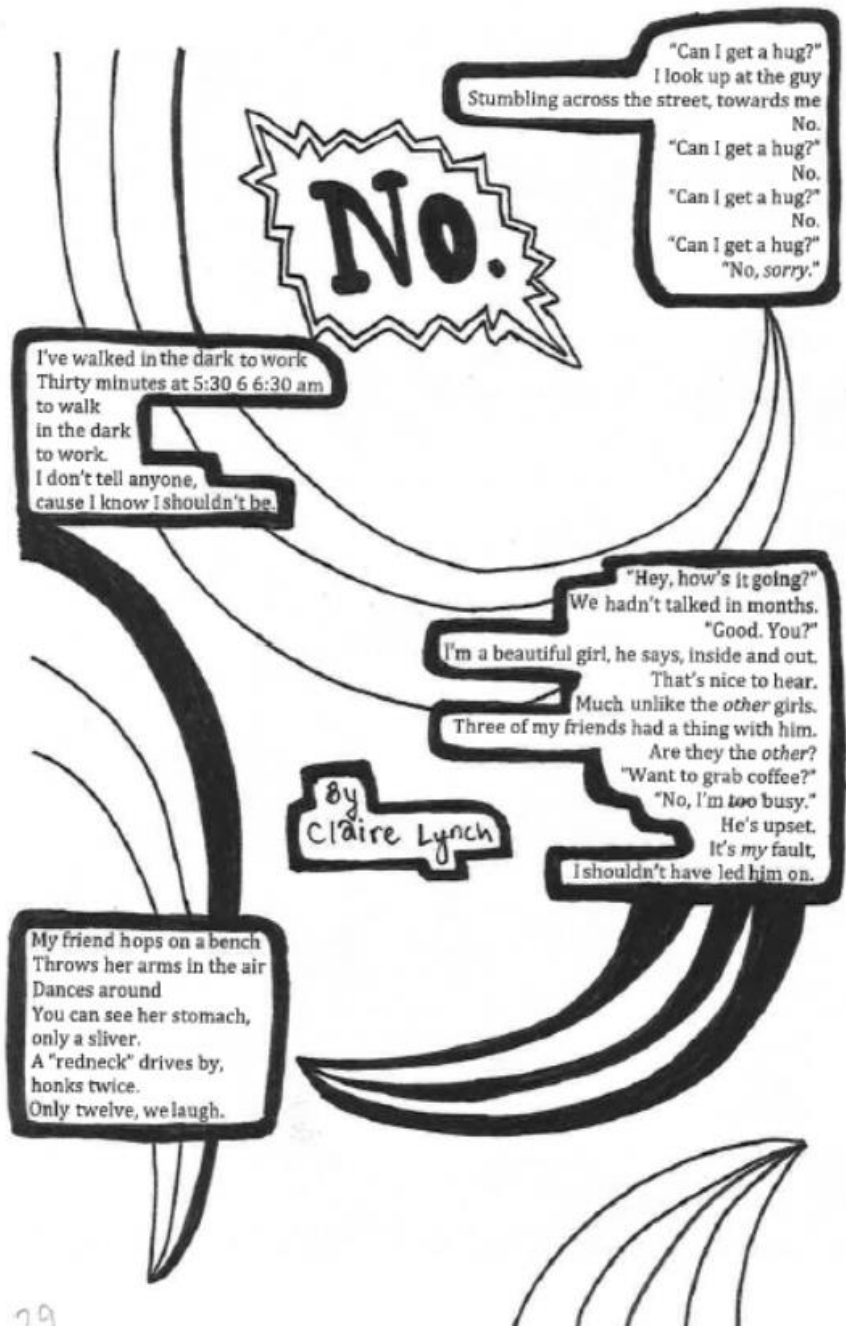 No.
"Can I get a hug?"
I look up at the guy
Stumbling across the street, towards me
No.
"Can I get a hug?"
No.
"Can I get a hug?"
No.
"Can I get a hug?"
"No, sorry."
I've walked in the dark to work
Thirty minutes at 5:30 6 6:30 am
to walk
in the dark
to work.
I don't tell anyone,
cause I know I shouldn't be.
"Hey, how's it going?"
We hadn't talked in months.
"Good. You?"
I'm a beautiful girl, he says, inside and out.
That's nice to hear.
Much unlike the other girls.
Three of my friends had a thing with him.
Are they the other?
"Want to grab coffee?"
"No, I'm too busy."
He's upset.
It's my fault,
I shouldn't have led him on.
By
Claire Lynch
My friend hops on a bench
Throws her arms in the air
Dances around
You can see her stomach,
only a sliver.
A "redneck" drives by,
honks twice.
Only twelve, we laugh.
29